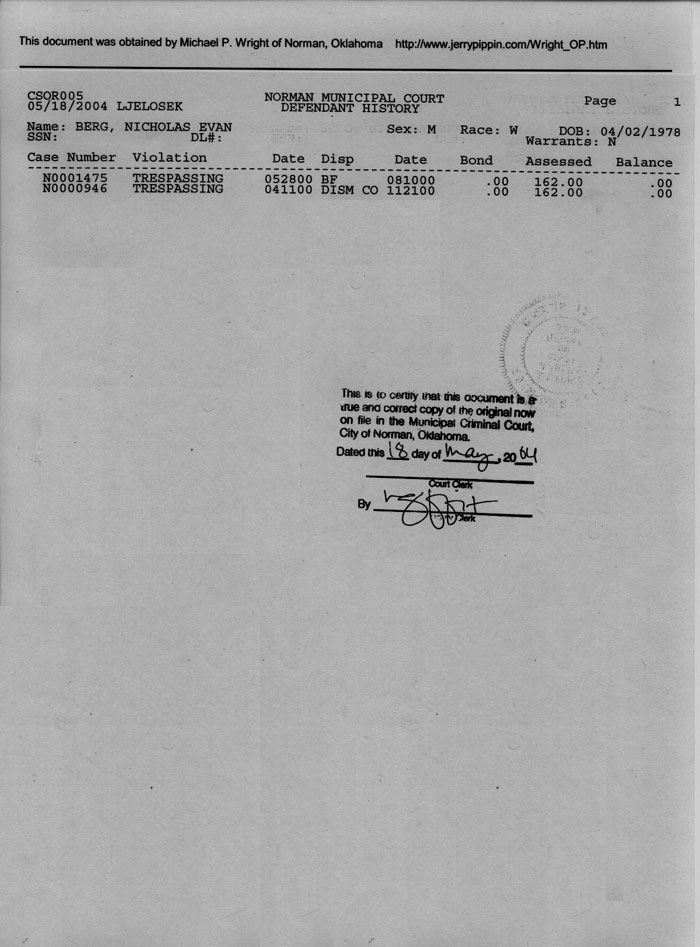 This document was obtained by Michael P. Wright of Norman, Oklahoma http://www.jerrypippin.com/Wright_OP.htm
CSOR005 NORMAN MUNICIPAL COURT Page 1
05/18/2004 LJELOSEK DEFENDANT HISTORY
Name: BERG, NICHOLAS EVAN Sex: M Race: W DOB: 04/02/1978
SSN: DL#: Warrants: N
Case Number Violation Date Disp Date Bond Assessed Balance
N0001475 TRESPASSING 052800 BF 081000 .00 162.00 .00
N0000946 TRESPASSING 041100 DISM CO 112100 .00 162.00 .00
This is to certify that this document is a
true and correct copy of the original now
on file in the Municipal Criminal Court,
City of Norman, Oklahoma.
Dated this 18 day of may, 2004
Court Clerk
By
Clerk